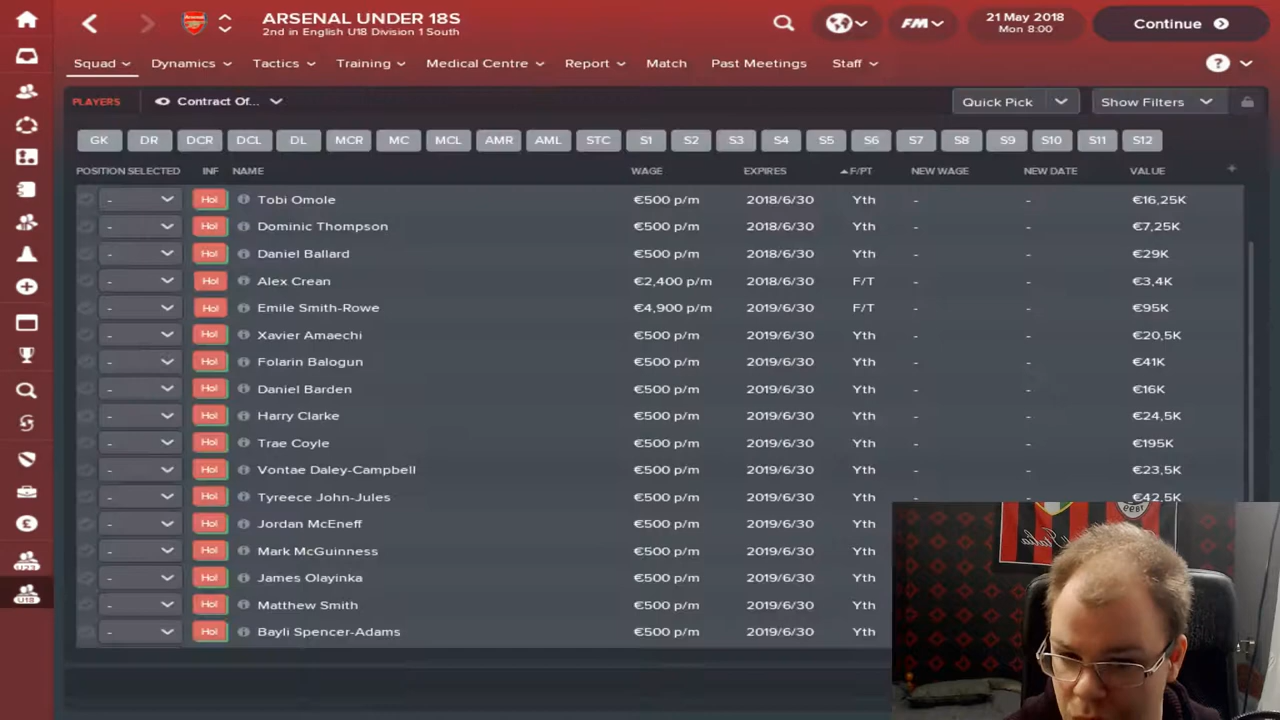 ARSENAL UNDER 18S
2nd in English U18 Division 1 South
FM
21 May 2018
Mon 8:00
Continue
Squad Dynamics Tactics Training Medical Centre Report Match Past Meetings Staff ?
PLAYERS Contract Of... Quick Pick Show Filters
GK DR DCR DCL DL MCR MC MCL AMR AML STC S1 S2 S3 S4 S5 S6 S7 S8 S9 S10 S11 S12
POSITION SELECTED INF NAME WAGE EXPIRES F/PT NEW WAGE NEW DATE VALUE +
- Hol Tobi Omole €500 p/m 2018/6/30 Yth - - €16,25K
- Hol Dominic Thompson €500 p/m 2018/6/30 Yth - - €7,25K
- Hol Daniel Ballard €500 p/m 2018/6/30 Yth - - €29K
- Hol Alex Crean €2,400 p/m 2018/6/30 F/T - - €3,4K
- Hol Emile Smith-Rowe €4,900 p/m 2019/6/30 F/T - - €95K
- Hol Xavier Amaechi €500 p/m 2019/6/30 Yth - - €20,5K
- Hol Folarin Balogun €500 p/m 2019/6/30 Yth - - €41K
- Hol Daniel Barden €500 p/m 2019/6/30 Yth - - €16K
- Hol Harry Clarke €500 p/m 2019/6/30 Yth - - €24,5K
- Hol Trae Coyle €500 p/m 2019/6/30 Yth - - €195K
- Hol Vontae Daley-Campbell €500 p/m 2019/6/30 Yth - - €23,5K
- Hol Tyreece John-Jules €500 p/m 2019/6/30 Yth - - €42,5K
- Hol Jordan McEneff €500 p/m 2019/6/30 Yth
- Hol Mark McGuinness €500 p/m 2019/6/30 Yth
- Hol James Olayinka €500 p/m 2019/6/30 Yth
- Hol Matthew Smith €500 p/m 2019/6/30 Yth
- Hol Bayli Spencer-Adams €500 p/m 2019/6/30 Yth
U23
U18